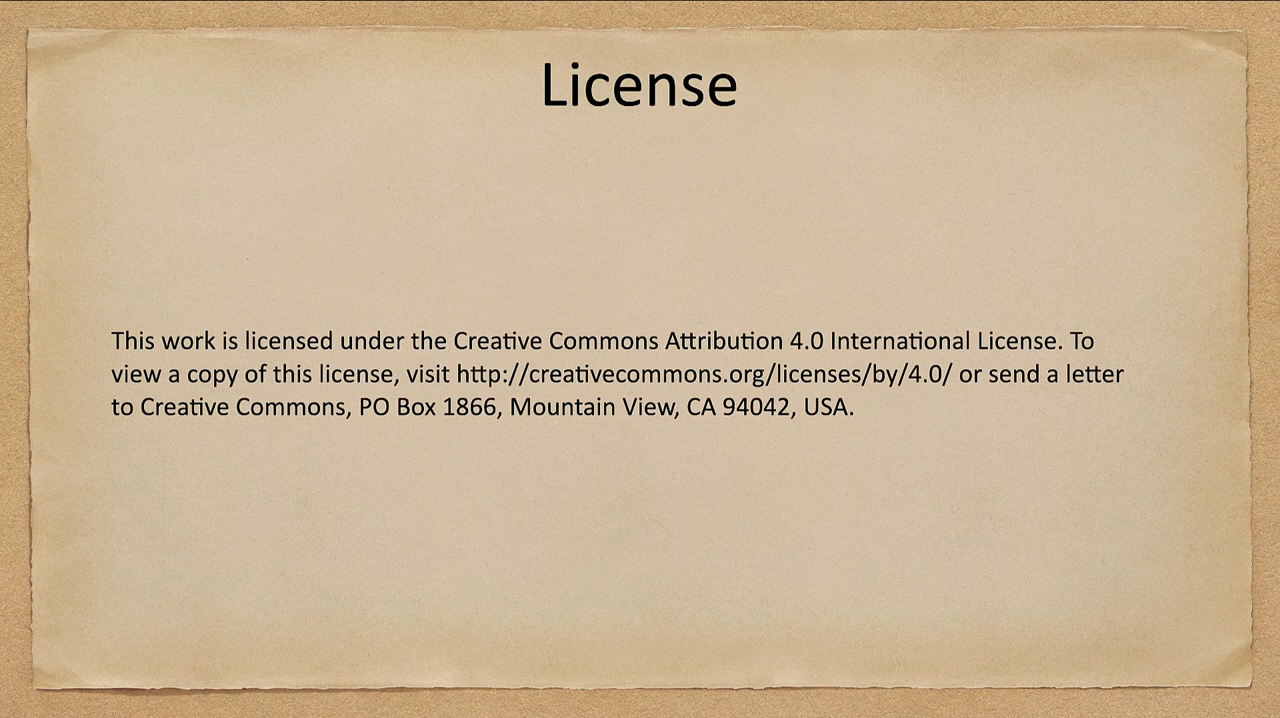 License
This work is licensed under the Creative Commons Attribution 4.0 International License. To
view a copy of this license, visit http://creativecommons.org/licenses/by/4.0/ or send a letter
to Creative Commons, PO Box 1866, Mountain View, CA 94042, USA.